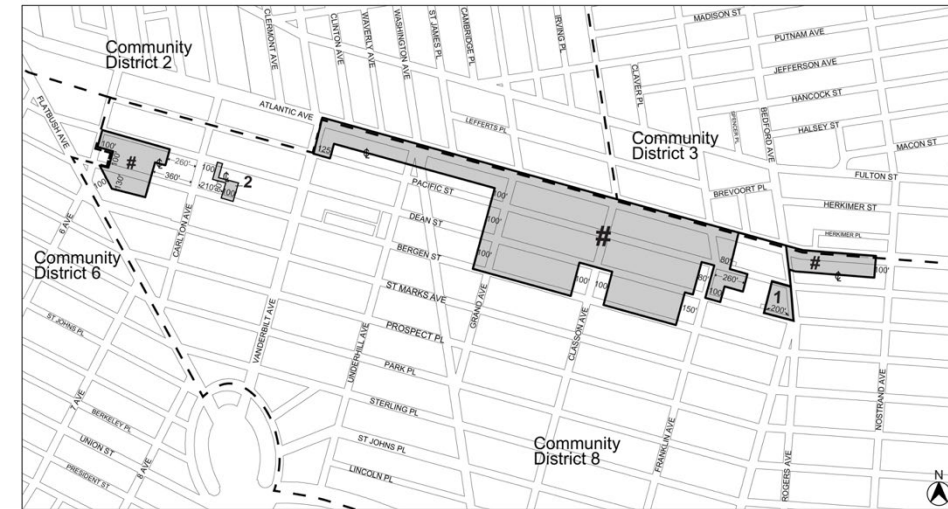 Community
District 2
CLERMONT AVE
CLINTON AVE
WAVERLY AVE
WASHINGTON AVE
ST JAMES PL
CAMBRIDGE PL
IRVING PL
CLAVER PL
MADISON ST
PUTNAM AVE
JEFFERSON AVE
HANCOCK ST
HALSEY ST
MACON ST
SPENCER PL
BEDFORD AVE
FLATBUSH AVE
ATLANTIC AVE
LEFFERTS PL
Community
District 3
FULTON ST
BREVOORT PL
HERKIMER ST
HERKIMER PL
100'
100'
#
℄
260'
360'
100'
130'
100'
℄
2
210'
100'
125'
℄
PACIFIC ST
DEAN ST
BERGEN ST
ST MARKS AVE
PROSPECT PL
PARK PL
STERLING PL
ST JOHNS PL
LINCOLN PL
100'
100'
100'
#
100'
100'
80'
80'
260'
100'
150'
1
200'
#
℄
100'
6 AVE
CARLTON AVE
Community
District 6
ST JOHNS PL
VANDERBILT AVE
UNDERHILL AVE
GRAND AVE
CLASSON AVE
FRANKLIN AVE
ROGERS AVE
NOSTRAND AVE
7 AVE
BERKELEY PL
UNION ST
PRESIDENT ST
8 AVE
Community
District 8
N